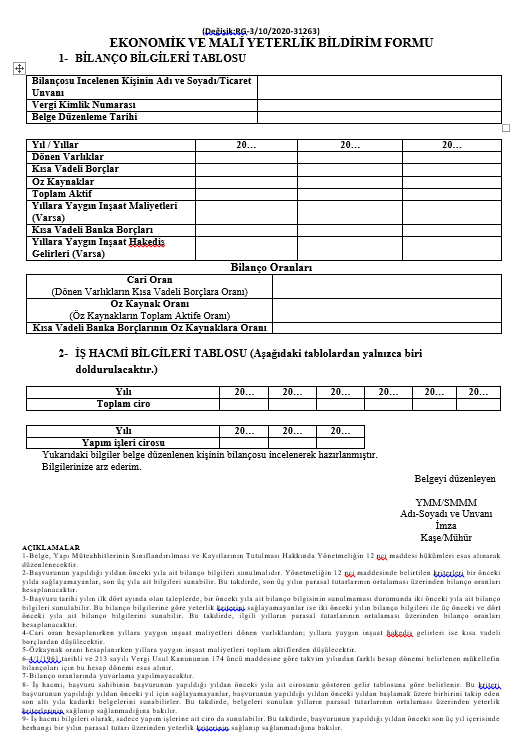 (Değişik:RG-3/10/2020-31263)
EKONOMİK VE MALİ YETERLİK BİLDİRİM FORMU
1- BİLANÇO BİLGİLERİ TABLOSU
Bilançosu Incelenen Kişinin Adı ve Soyadı/Ticaret
Unvanı
Vergi Kimlik Numarası
Belge Düzenleme Tarihi
Yıl / Yıllar 20… 20… 20…
Dönen Varlıklar
Kısa Vadeli Borçlar
Öz Kaynaklar
Toplam Aktif
Yıllara Yaygın Inşaat Maliyetleri
(Varsa)
Kısa Vadeli Banka Borçları
Yıllara Yaygın Inşaat Hakediş
Gelirleri (Varsa)
Bilanço Oranları
Cari Oran
(Dönen Varlıkların Kısa Vadeli Borçlara Oranı)
Öz Kaynak Oranı
(Öz Kaynakların Toplam Aktife Oranı)
Kısa Vadeli Banka Borçlarının Öz Kaynaklara Oranı
2- İŞ HACMİ BİLGİLERİ TABLOSU (Aşağıdaki tablolardan yalnızca biri
doldurulacaktır.)
Yılı 20… 20… 20… 20… 20… 20…
Toplam ciro
Yılı 20… 20… 20…
Yapım işleri cirosu
Yukarıdaki bilgiler belge düzenlenen kişinin bilançosu incelenerek hazırlanmıştır.
Bilgilerinize arz ederim.
Belgeyi düzenleyen
YMM/SMMM
Adı-Soyadı ve Unvanı
İmza
Kaşe/Mühür
AÇIKLAMALAR
1-Belge, Yapı Müteahhitlerinin Sınıflandırılması ve Kayıtlarının Tutulması Hakkında Yönetmeliğin 12 nci maddesi hükümleri esas alınarak
düzenlenecektir.
2-Başvurunun yapıldığı yıldan önceki yıla ait bilanço bilgileri sunulmalıdır. Yönetmeliğin 12 nci maddesinde belirtilen kriterleri bir önceki
yılda sağlayamayanlar, son üç yıla ait bilgileri sunabilir. Bu takdirde, son üç yılın parasal tutarlarının ortalaması üzerinden bilanço oranları
hesaplanacaktır.
3-Başvuru tarihi yılın ilk dört ayında olan taleplerde, bir önceki yıla ait bilanço bilgisinin sunulmaması durumunda iki önceki yıla ait bilanço
bilgileri sunulabilir. Bu bilanço bilgilerine göre yeterlik kriterini sağlayamayanlar ise iki önceki yılın bilanço bilgileri ile üç önceki ve dört
önceki yıla ait bilanço bilgilerini sunabilir. Bu takdirde, ilgili yılların parasal tutarlarının ortalaması üzerinden bilanço oranları
hesaplanacaktır.
4-Cari oran hesaplanırken yıllara yaygın inşaat maliyetleri dönen varlıklardan; yıllara yaygın inşaat hakediş gelirleri ise kısa vadeli
borçlardan düşülecektir.
5-Özkaynak oranı hesaplanırken yıllara yaygın inşaat maliyetleri toplam aktiflerden düşülecektir.
6-4/1/1961 tarihli ve 213 sayılı Vergi Usul Kanununun 174 üncü maddesine göre takvim yılından farklı hesap dönemi belirlenen mükellefin
bilançoları için bu hesap dönemi esas alınır.
7-Bilanço oranlarında yuvarlama yapılmayacaktır.
8- İş hacmi, başvuru sahibinin başvurunun yapıldığı yıldan önceki yıla ait cirosunu gösteren gelir tablosuna göre belirlenir. Bu kriteri,
başvurunun yapıldığı yıldan önceki yıl için sağlayamayanlar, başvurunun yapıldığı yıldan önceki yıldan başlamak üzere birbirini takip eden
son altı yıla kadarki belgelerini sunabilirler. Bu takdirde, belgeleri sunulan yılların parasal tutarlarının ortalaması üzerinden yeterlik
kriterlerinin sağlanıp sağlanmadığına bakılır.
9- İş hacmi bilgileri olarak, sadece yapım işlerine ait ciro da sunulabilir. Bu takdirde, başvurunun yapıldığı yıldan önceki son üç yıl içerisinde
herhangi bir yılın parasal tutarı üzerinden yeterlik kriterinin sağlanıp sağlanmadığına bakılır.